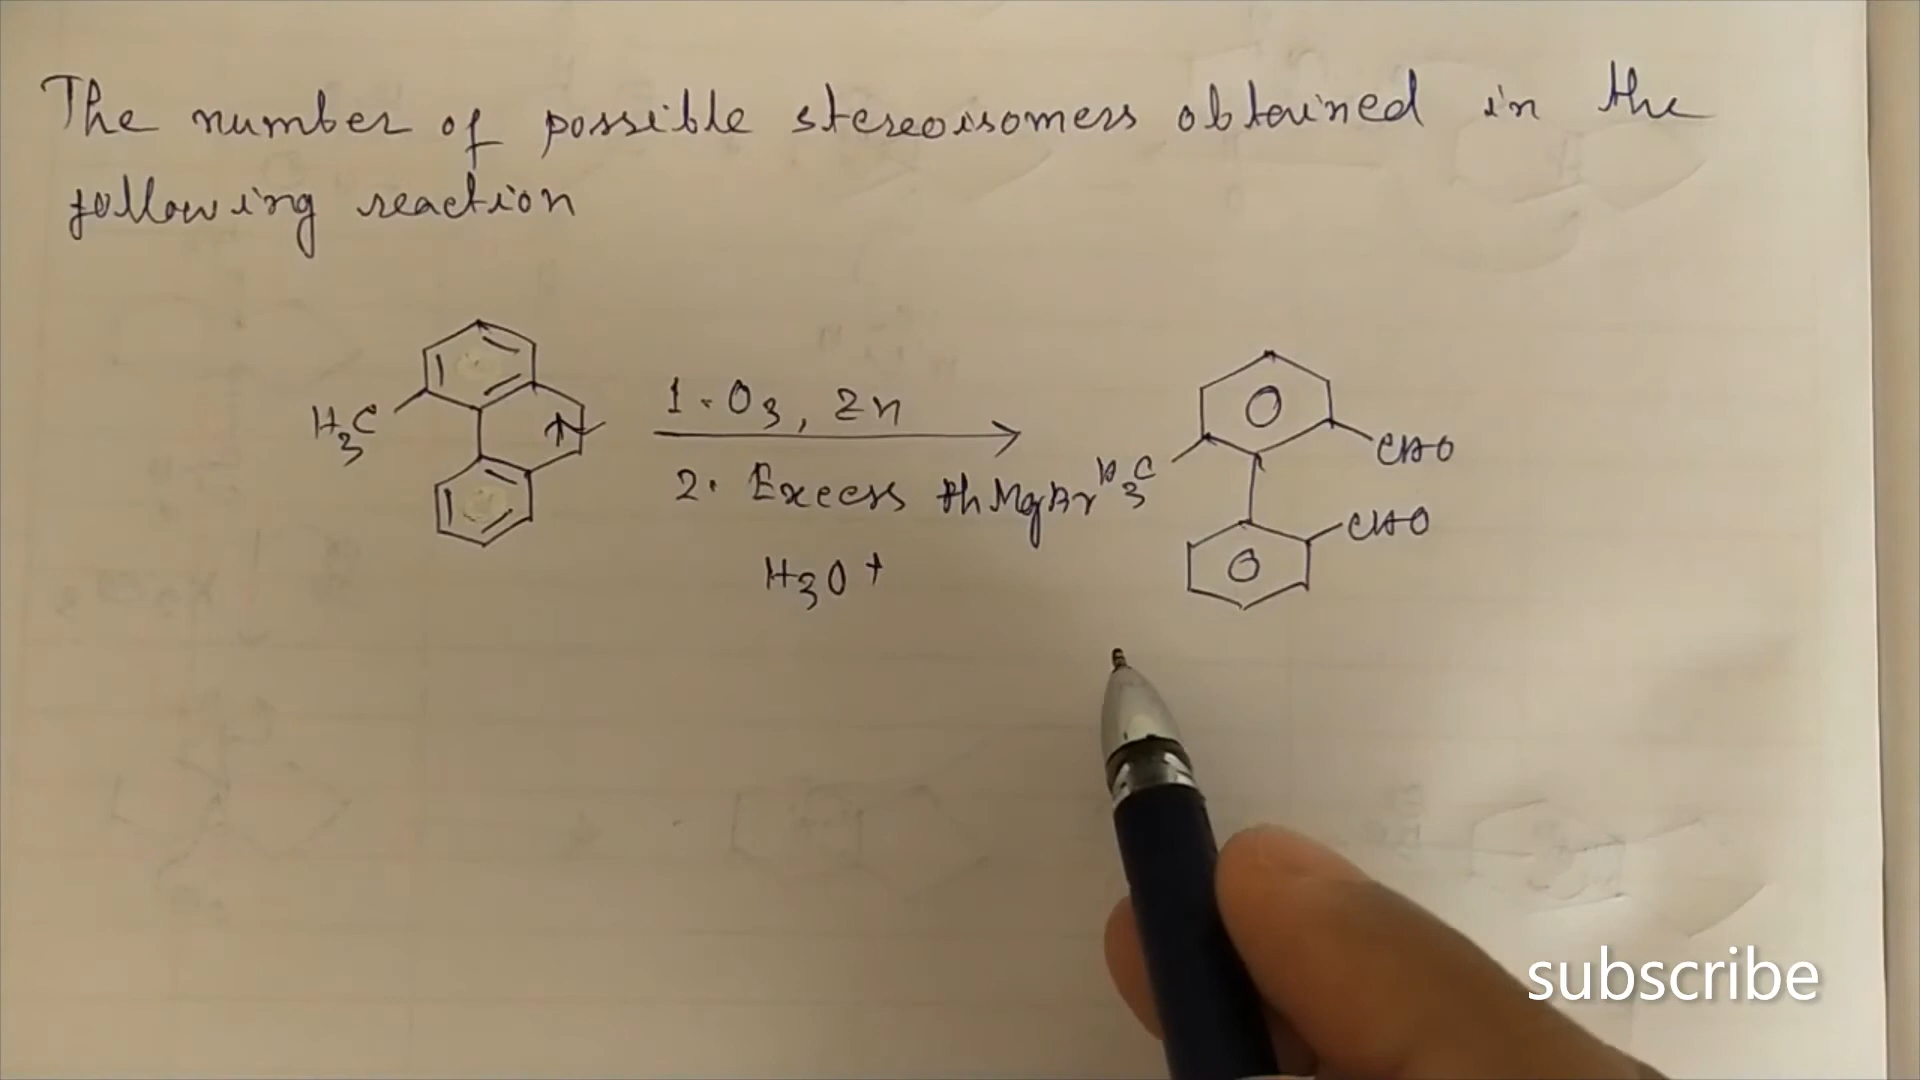 The number of possible stereoisomers obtained in the
following reaction
H3C
1. O3, Zn
2. Excess PhMgBr
H3O+
H3C
CHO
CHO
subscribe